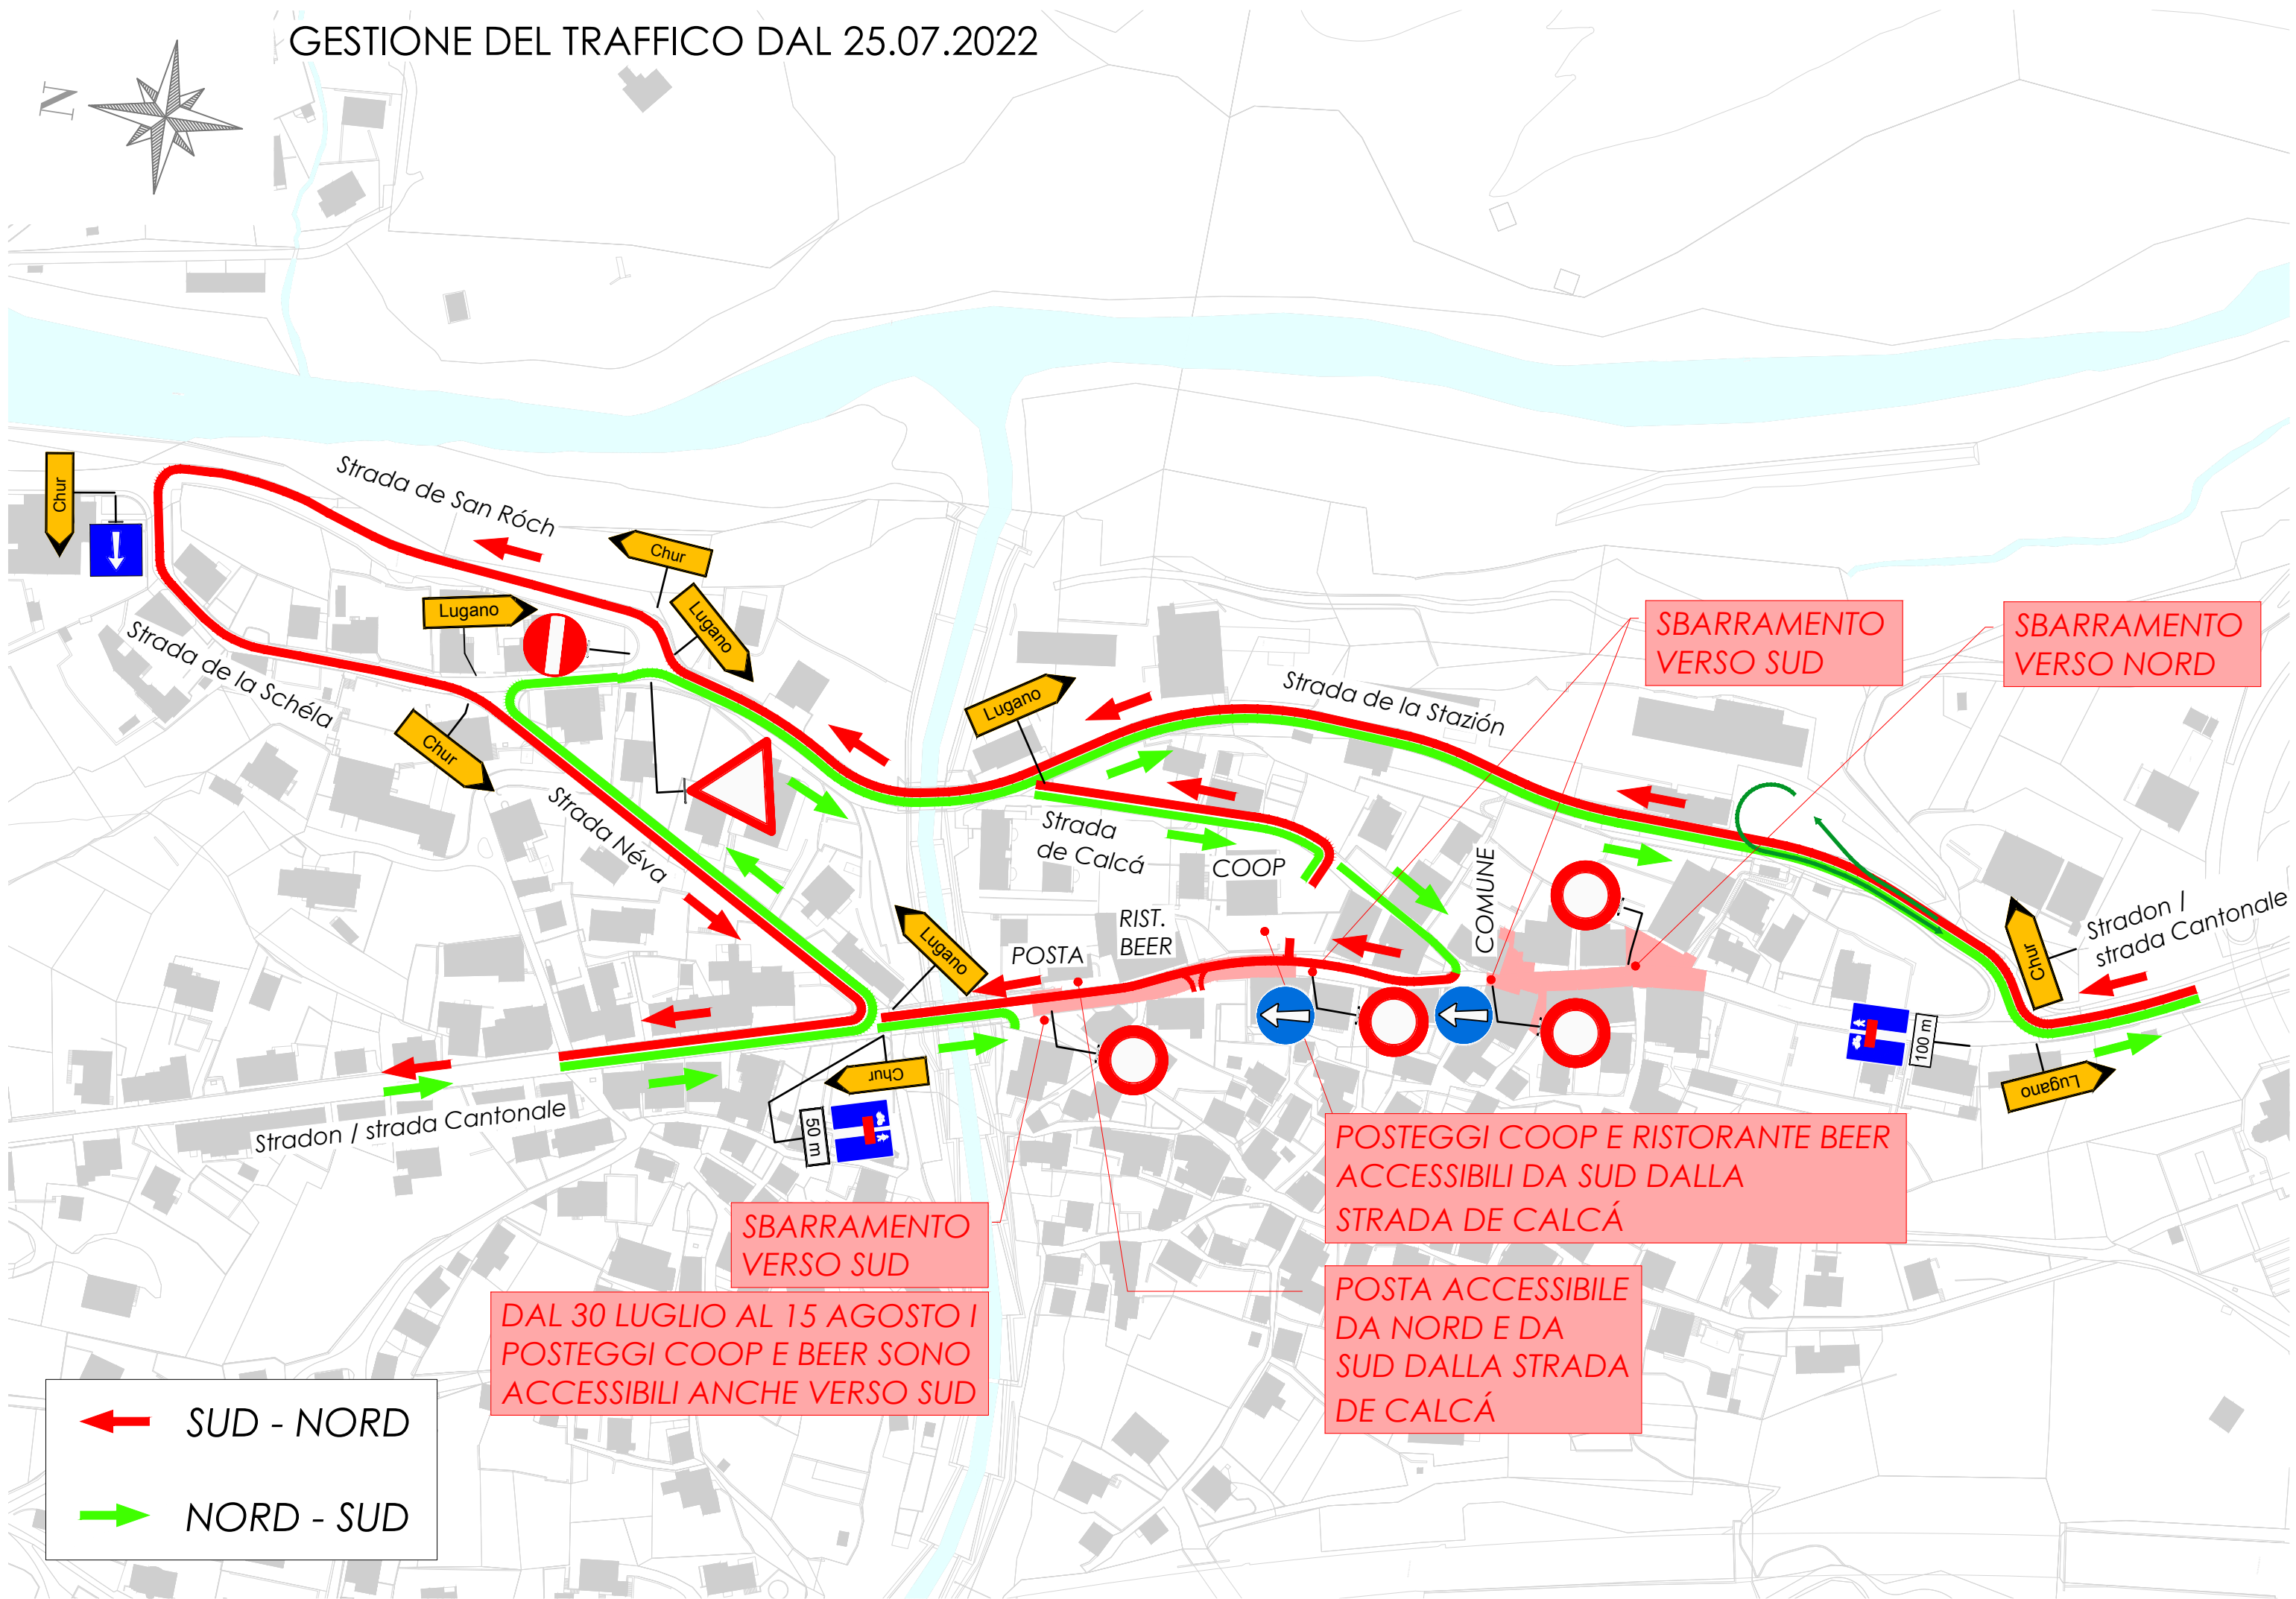 GESTIONE DEL TRAFFICO DAL 25.07.2022
N
Strada de San Róch
Chur
Chur
Lugano
Lugano
Strada de la Schéla
Chur
Strada Néva
Lugano
Strada de la Stazión
SBARRAMENTO
VERSO SUD
SBARRAMENTO
VERSO NORD
Strada
de Calcá
COOP
COMUNE
RIST.
BEER
POSTA
Lugano
Chur
Stradon /
strada Cantonale
100 m
Lugano
Chur
50 m
Stradon / strada Cantonale
POSTEGGI COOP E RISTORANTE BEER
ACCESSIBILI DA SUD DALLA
STRADA DE CALCÁ
SBARRAMENTO
VERSO SUD
POSTA ACCESSIBILE
DA NORD E DA
SUD DALLA STRADA
DE CALCÁ
DAL 30 LUGLIO AL 15 AGOSTO I
POSTEGGI COOP E BEER SONO
ACCESSIBILI ANCHE VERSO SUD
SUD - NORD
NORD - SUD